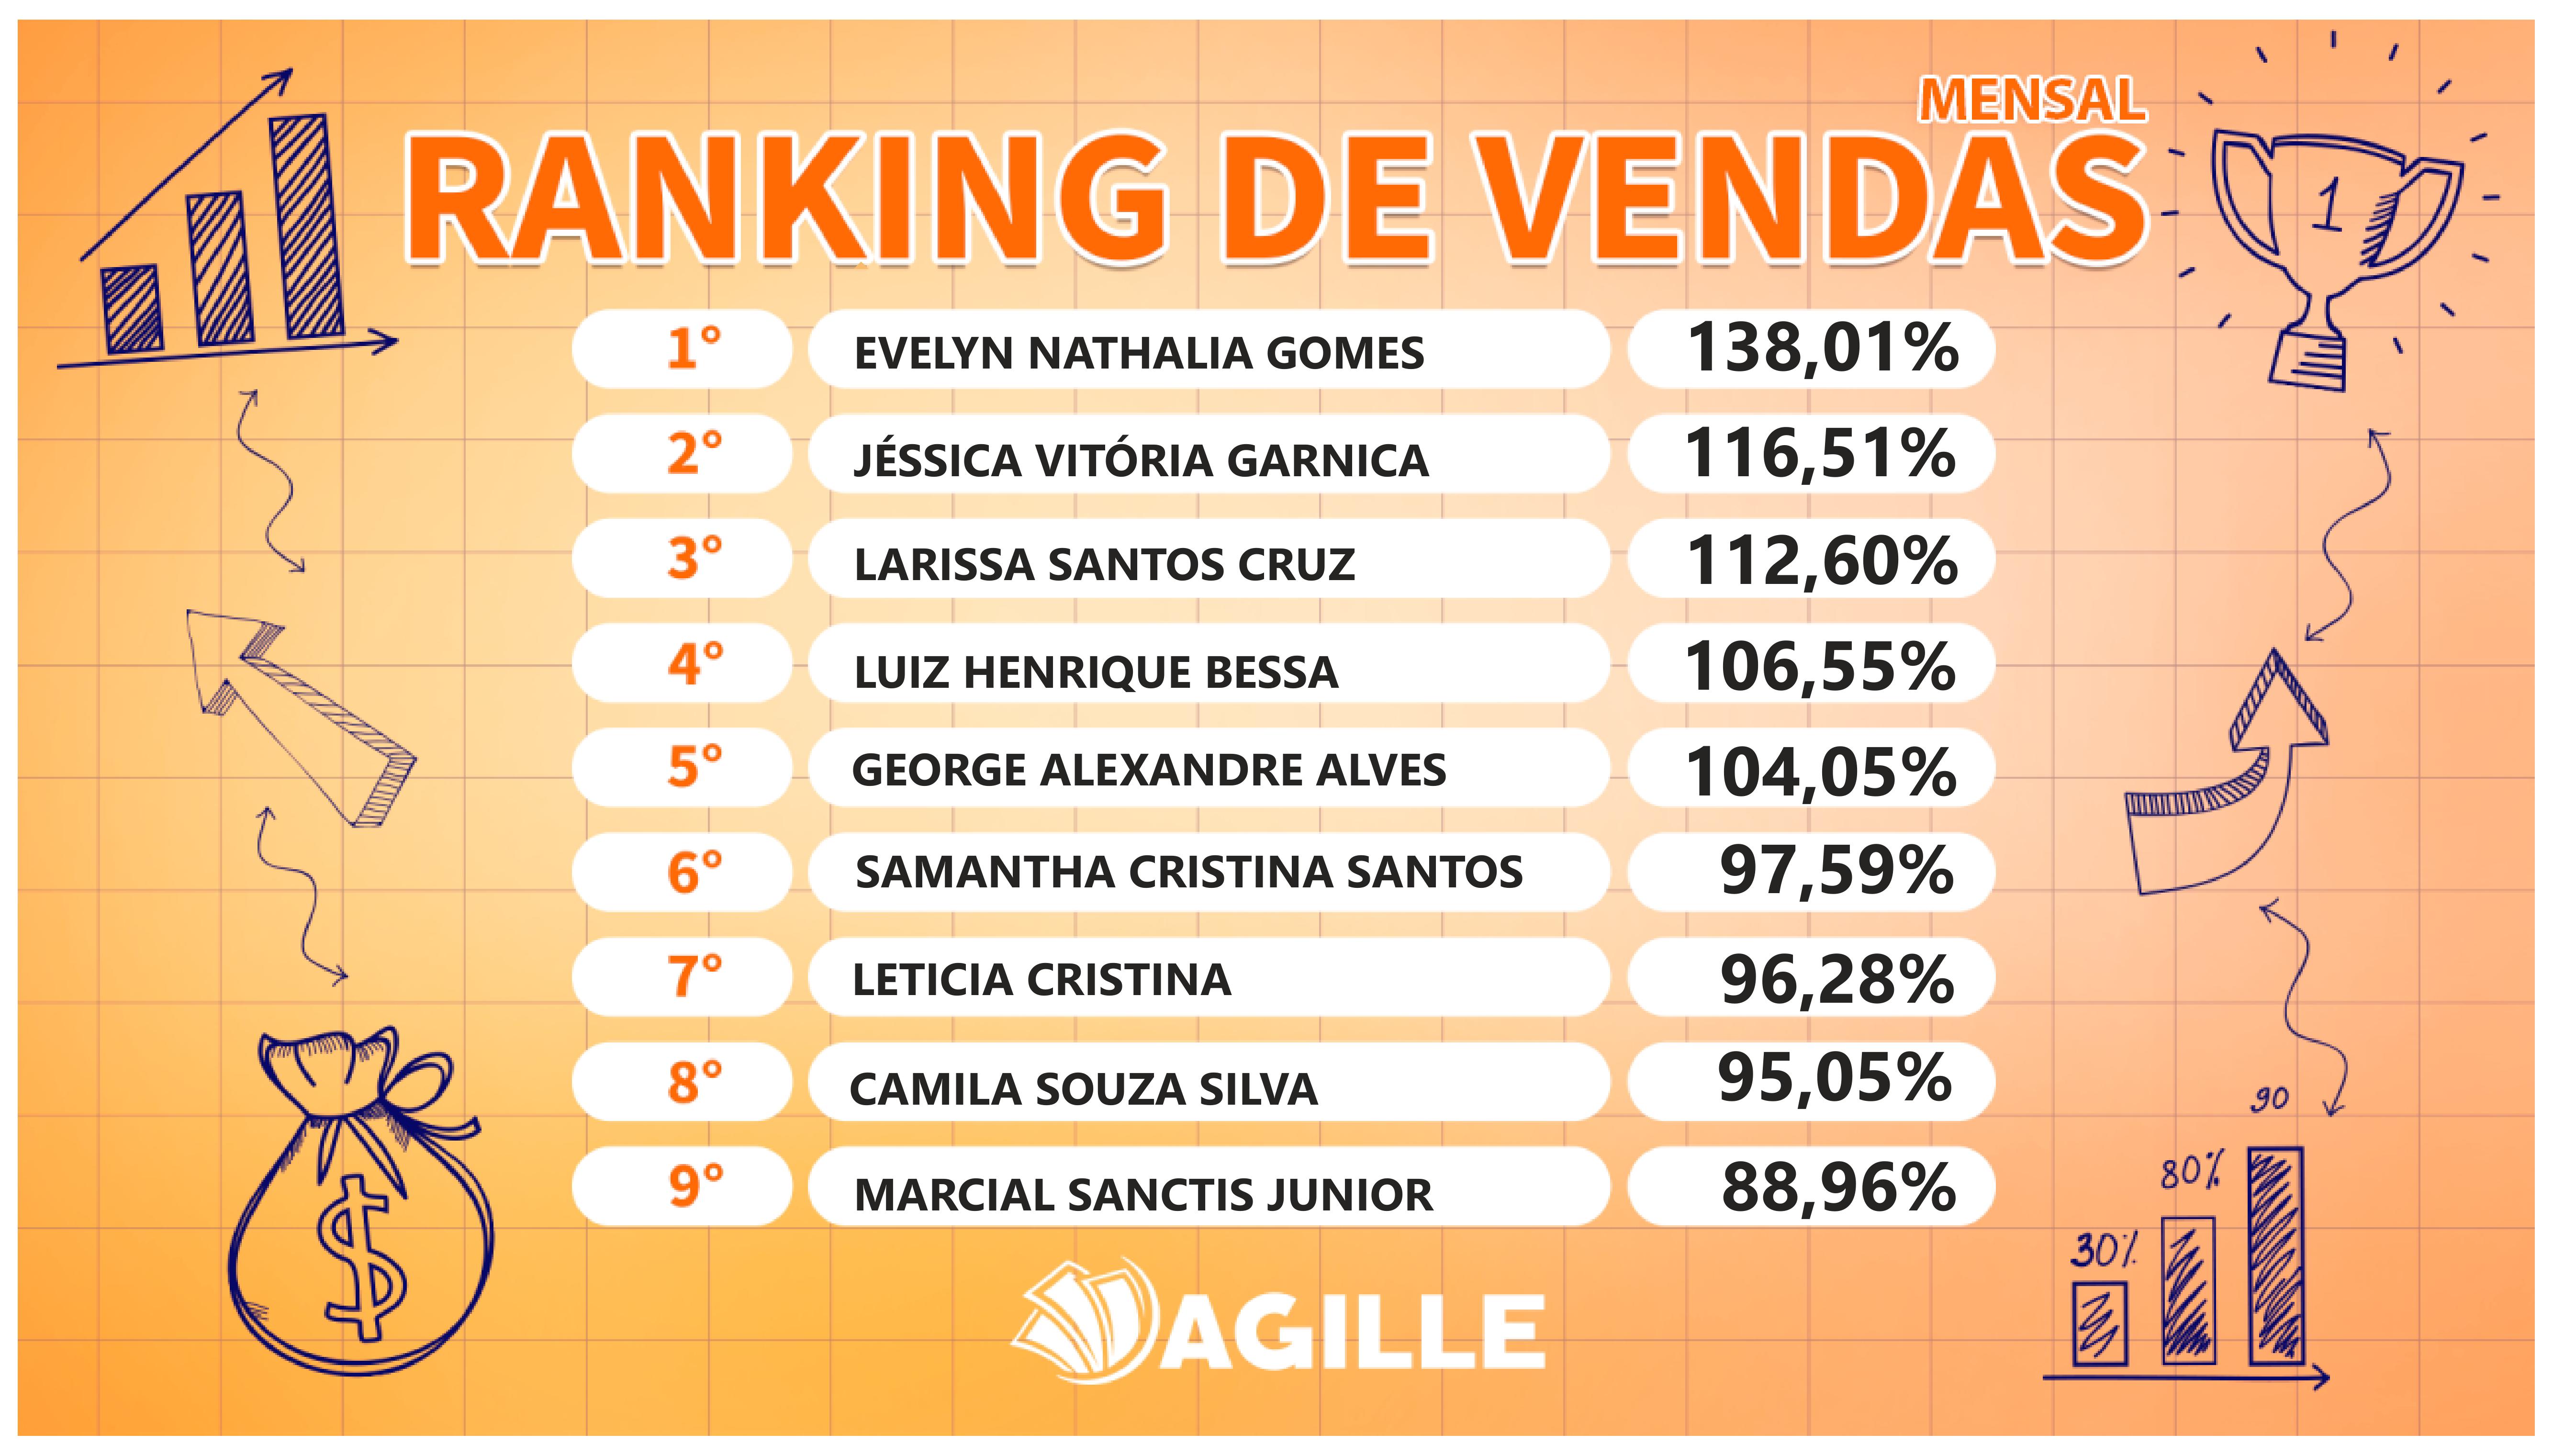 MENSAL
RANKING DE VENDAS
1
1° EVELYN NATHALIA GOMES 138,01%
2° JÉSSICA VITÓRIA GARNICA 116,51%
3° LARISSA SANTOS CRUZ 112,60%
4° LUIZ HENRIQUE BESSA 106,55%
5° GEORGE ALEXANDRE ALVES 104,05%
6° SAMANTHA CRISTINA SANTOS 97,59%
7° LETICIA CRISTINA 96,28%
8° CAMILA SOUZA SILVA 95,05%
9° MARCIAL SANCTIS JUNIOR 88,96%
90
80%
30%
$
AGILLE